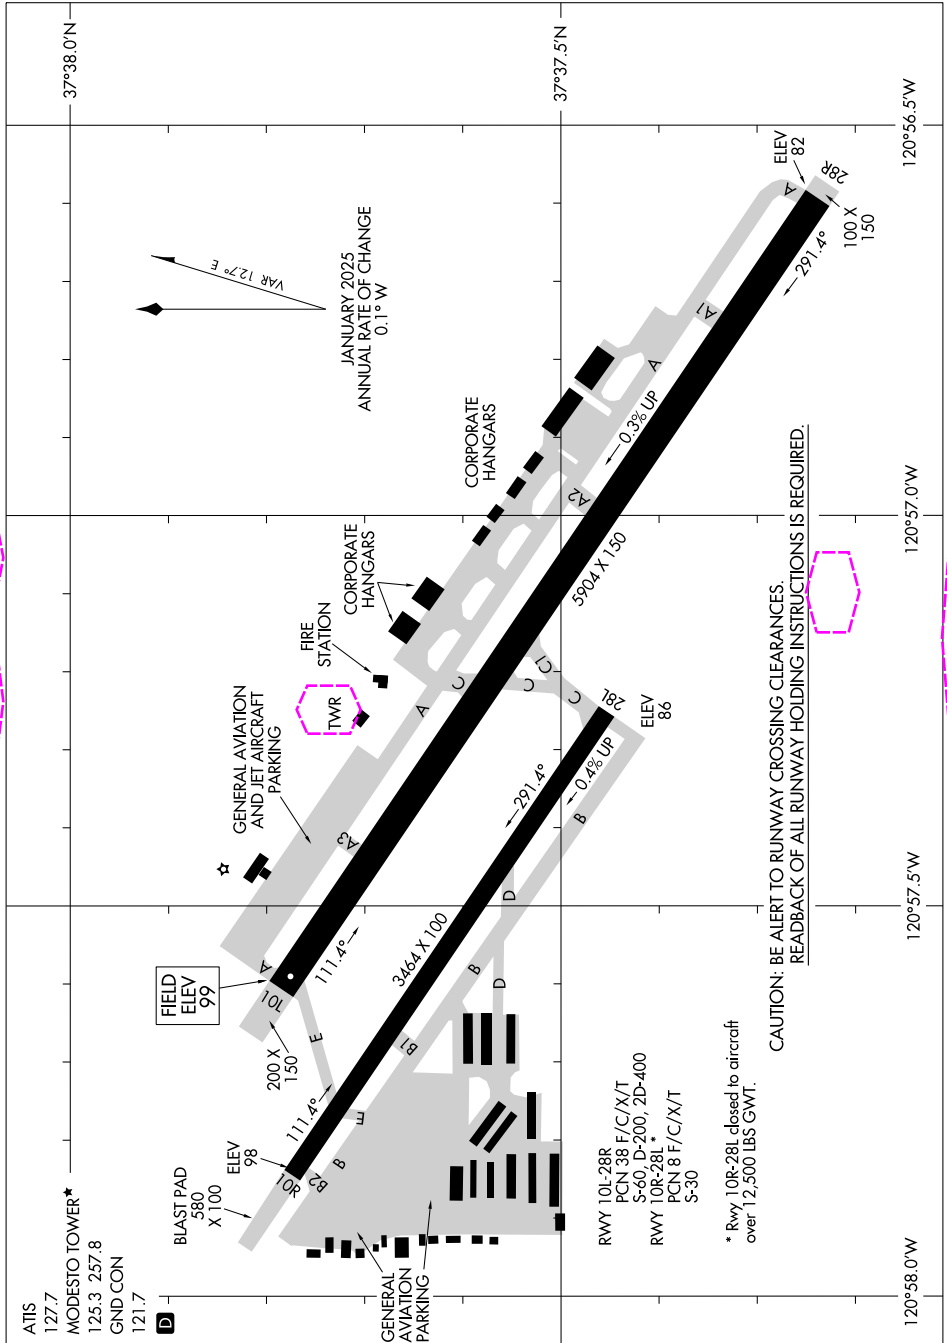 ATIS
127.7
MODESTO TOWER★
125.3 257.8
GND CON
121.7
D
37°38.0'N
37°37.5'N
120°56.5'W
120°57.0'W
120°57.5'W
120°58.0'W
VAR 12.7° E
JANUARY 2025
ANNUAL RATE OF CHANGE
0.1° W
FIELD
ELEV
99
10L
200 X
150
111.4°
A
A3
A
C
A2
A
A1
A
0.3% UP
5904 X 150
291.4°
ELEV
82
28R
100 X
150
GENERAL AVIATION
AND JET AIRCRAFT
PARKING
TWR
FIRE
STATION
CORPORATE
HANGARS
CORPORATE
HANGARS
BLAST PAD
580
X 100
ELEV
98
10R
111.4°
B2
B
E
E
B1
3464 X 100
B
D
D
B
291.4°
0.4% UP
28L
ELEV
86
C
C
C1
GENERAL
AVIATION
PARKING
RWY 10L-28R
PCN 38 F/C/X/T
S-60, D-200, 2D-400
RWY 10R-28L *
PCN 8 F/C/X/T
S-30
* Rwy 10R-28L closed to aircraft
over 12,500 LBS GWT.
CAUTION: BE ALERT TO RUNWAY CROSSING CLEARANCES.
READBACK OF ALL RUNWAY HOLDING INSTRUCTIONS IS REQUIRED.